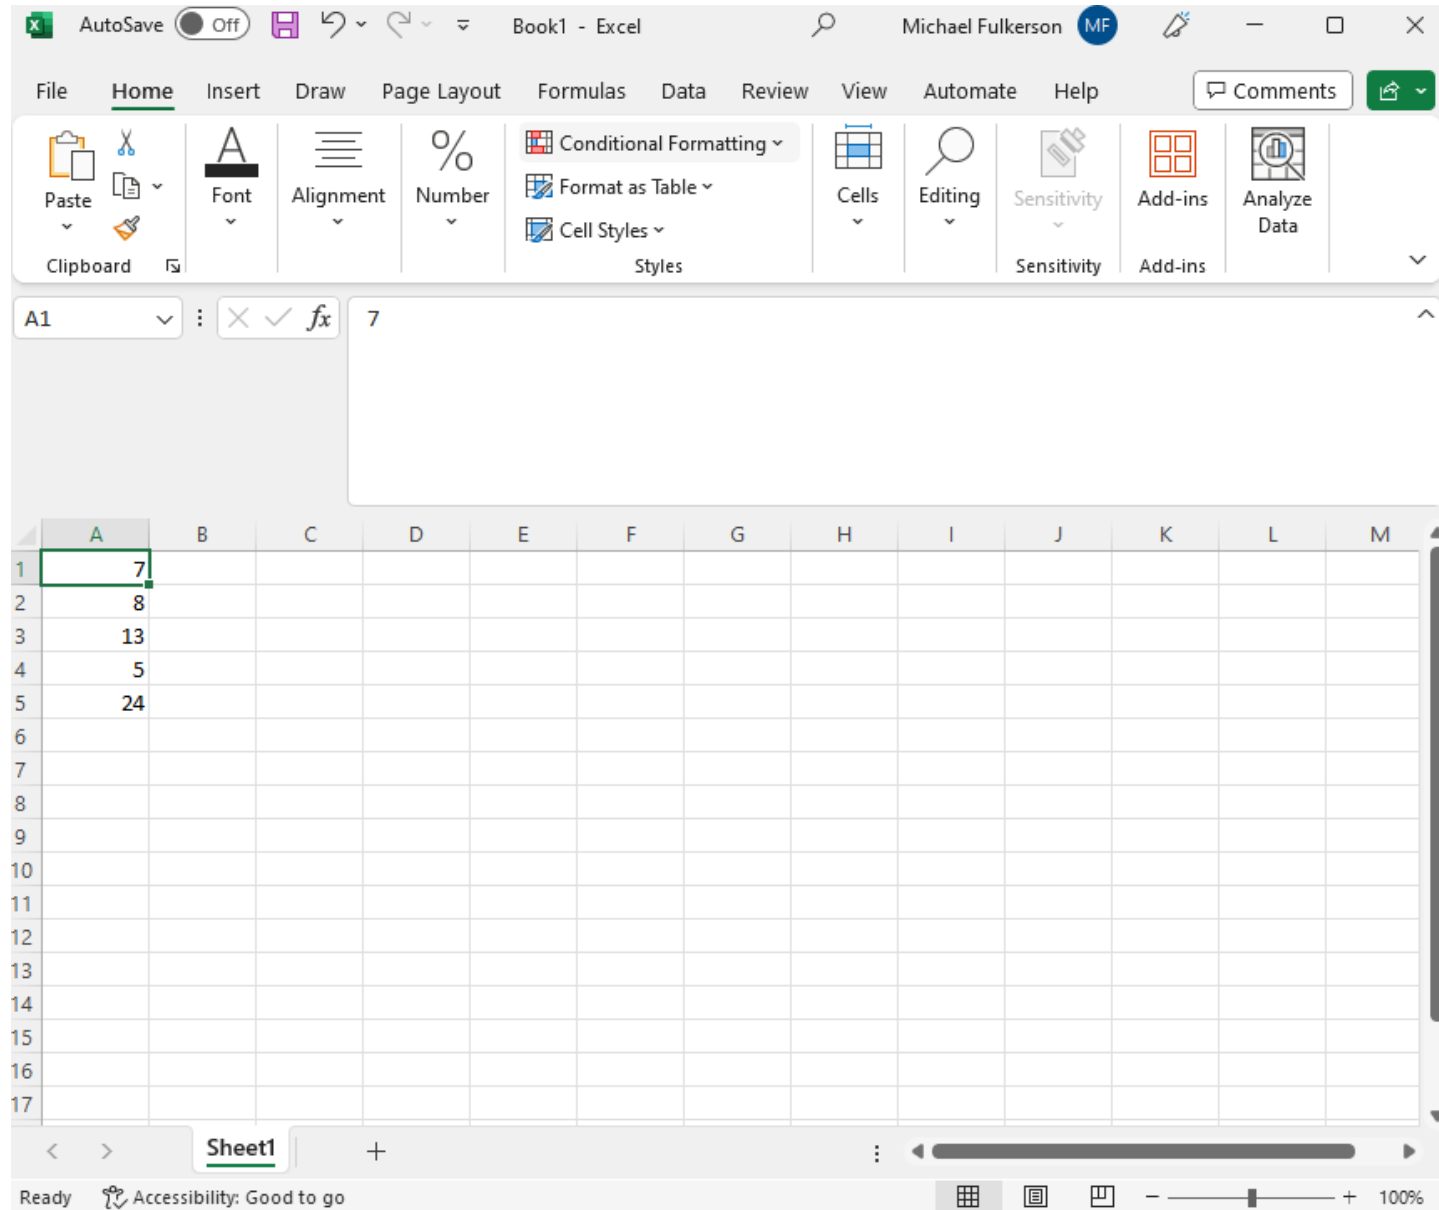 AutoSave Off Book1 - Excel Michael Fulkerson MF
File Home Insert Draw Page Layout Formulas Data Review View Automate Help Comments
Paste
Clipboard
Font
Alignment
%
Number
Conditional Formatting
Format as Table
Cell Styles
Styles
Cells
Editing
Sensitivity
Sensitivity
Add-ins
Add-ins
Analyze
Data
A1 fx 7
A B C D E F G H I J K L M
1 7
2 8
3 13
4 5
5 24
6
7
8
9
10
11
12
13
14
15
16
17
Sheet1
Ready Accessibility: Good to go 100%